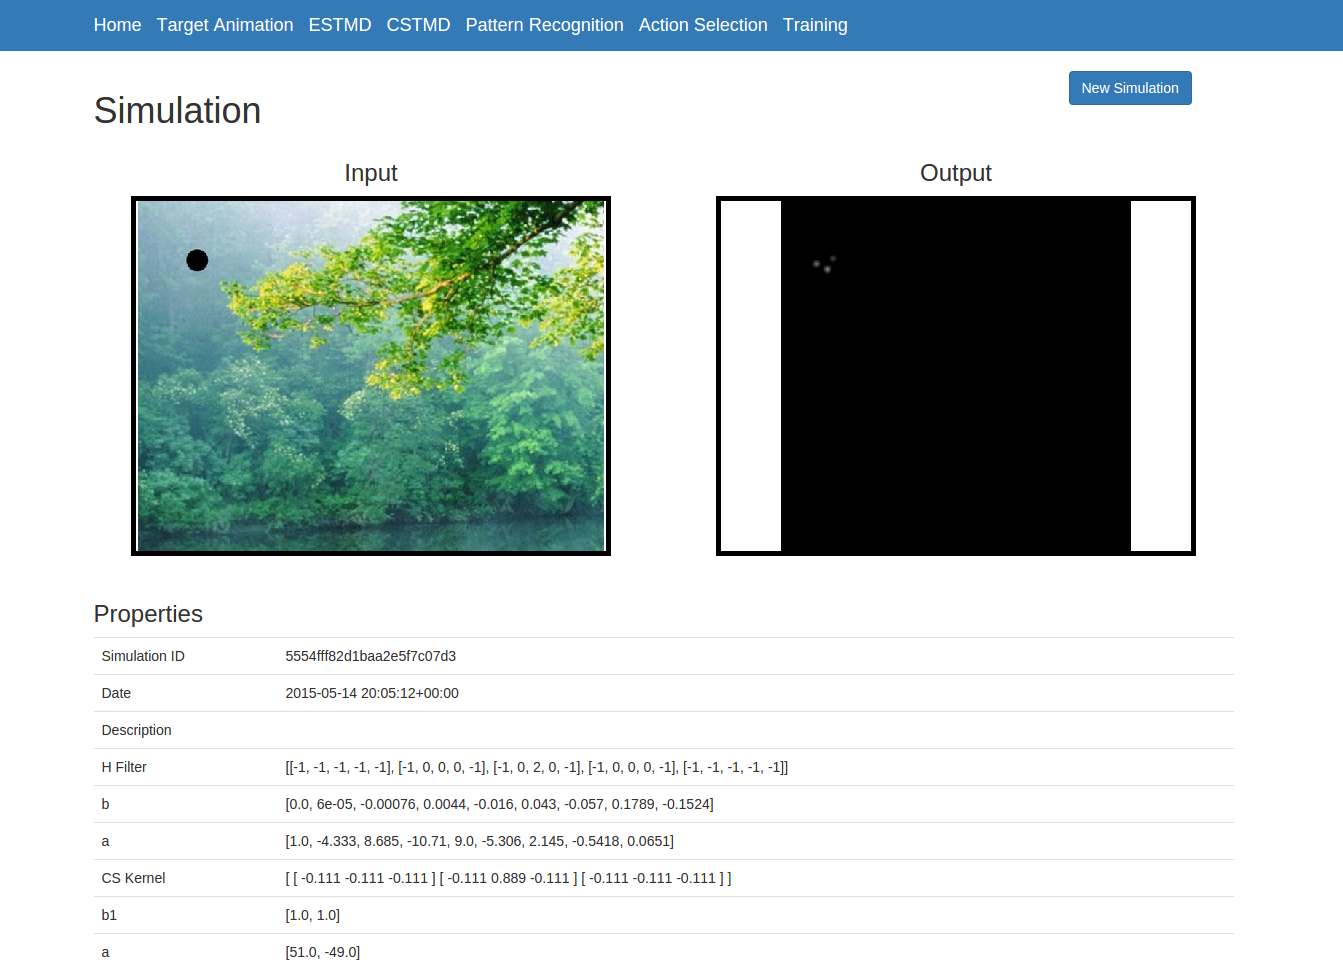 Home Target Animation ESTMD CSTMD Pattern Recognition Action Selection Training
New Simulation
Simulation
Input
Output
Properties
Simulation ID 5554fff82d1baa2e5f7c07d3
Date 2015-05-14 20:05:12+00:00
Description
H Filter [[-1, -1, -1, -1, -1], [-1, 0, 0, 0, -1], [-1, 0, 2, 0, -1], [-1, 0, 0, 0, -1], [-1, -1, -1, -1, -1]]
b [0.0, 6e-05, -0.00076, 0.0044, -0.016, 0.043, -0.057, 0.1789, -0.1524]
a [1.0, -4.333, 8.685, -10.71, 9.0, -5.306, 2.145, -0.5418, 0.0651]
CS Kernel [ [ -0.111 -0.111 -0.111 ] [ -0.111 0.889 -0.111 ] [ -0.111 -0.111 -0.111 ] ]
b1 [1.0, 1.0]
a [51.0, -49.0]